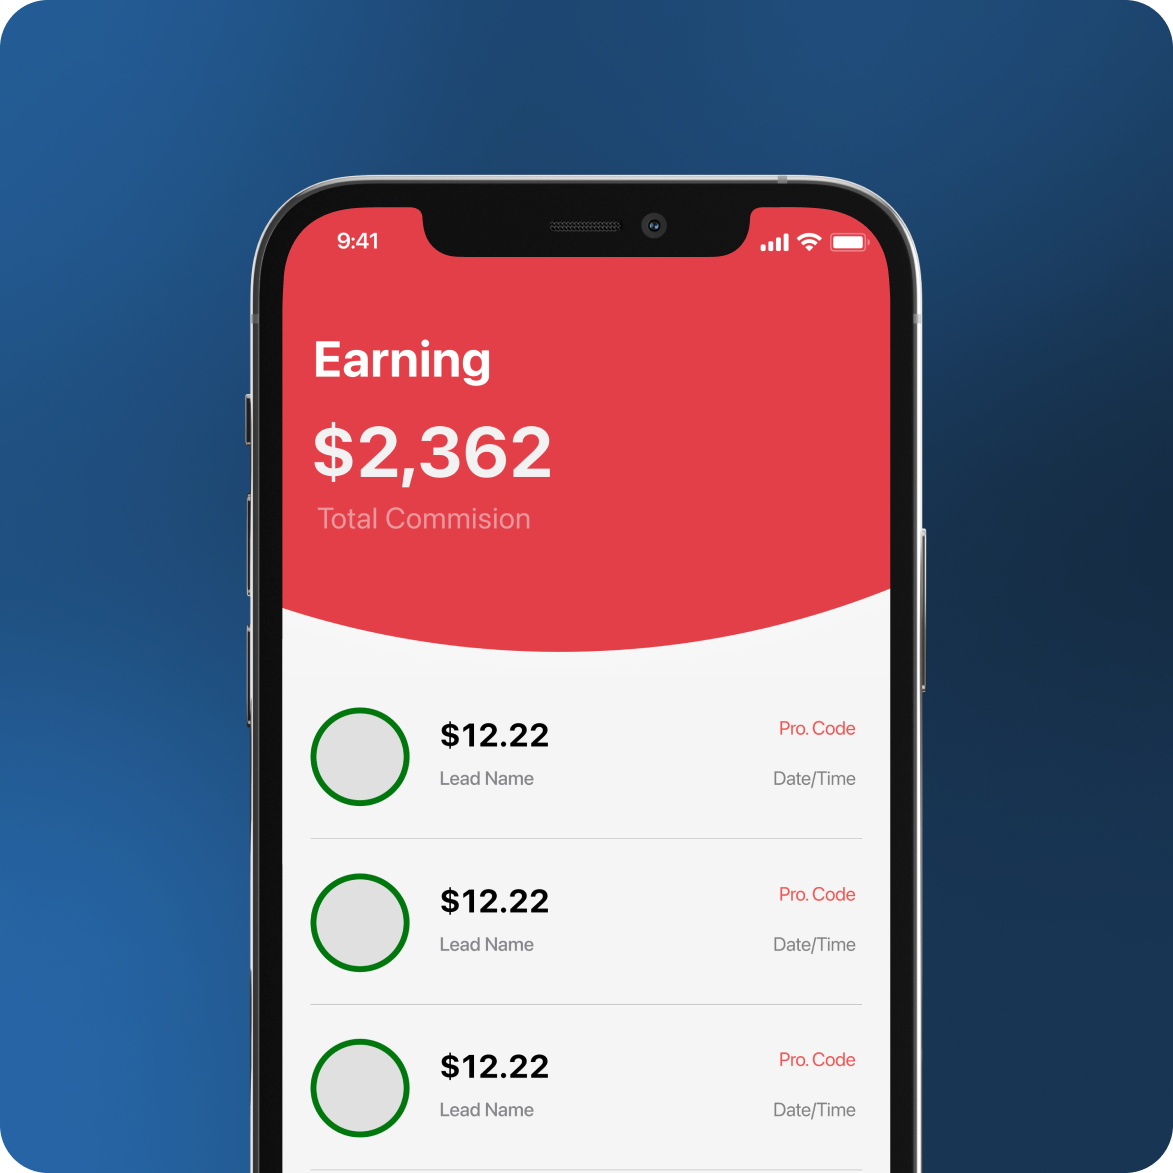 9:41
Earning
$2,362
Total Commision
$12.22
Pro. Code
Lead Name
Date/Time
$12.22
Pro. Code
Lead Name
Date/Time
$12.22
Pro. Code
Lead Name
Date/Time